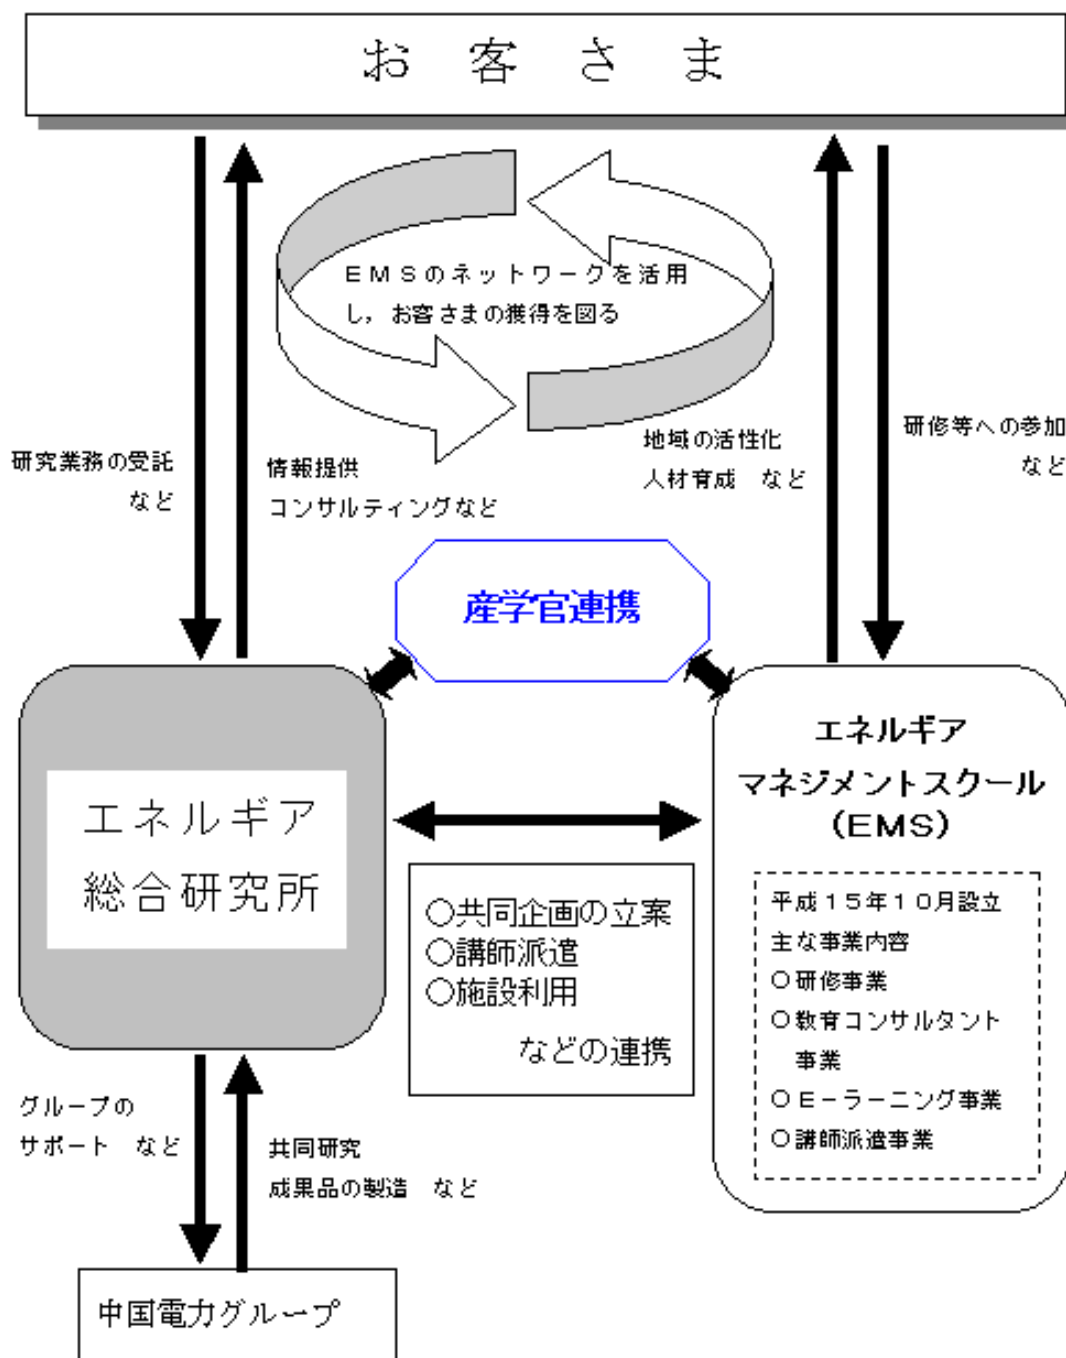 お客さま
ＥＭＳのネットワークを活用
し，お客さまの獲得を図る
研究業務の受託
など
情報提供
コンサルティングなど
地域の活性化
人材育成　など
研修等への参加
など
産学官連携
エネルギア
総合研究所
エネルギア
マネジメントスクール
（EMS）
平成１５年１０月設立
主な事業内容
○研修事業
○教育コンサルタント
事業
○Ｅ－ラーニング事業
○講師派遣事業
○共同企画の立案
○講師派遣
○施設利用
などの連携
グループの
サポート　など
共同研究
成果品の製造　など
中国電力グループ